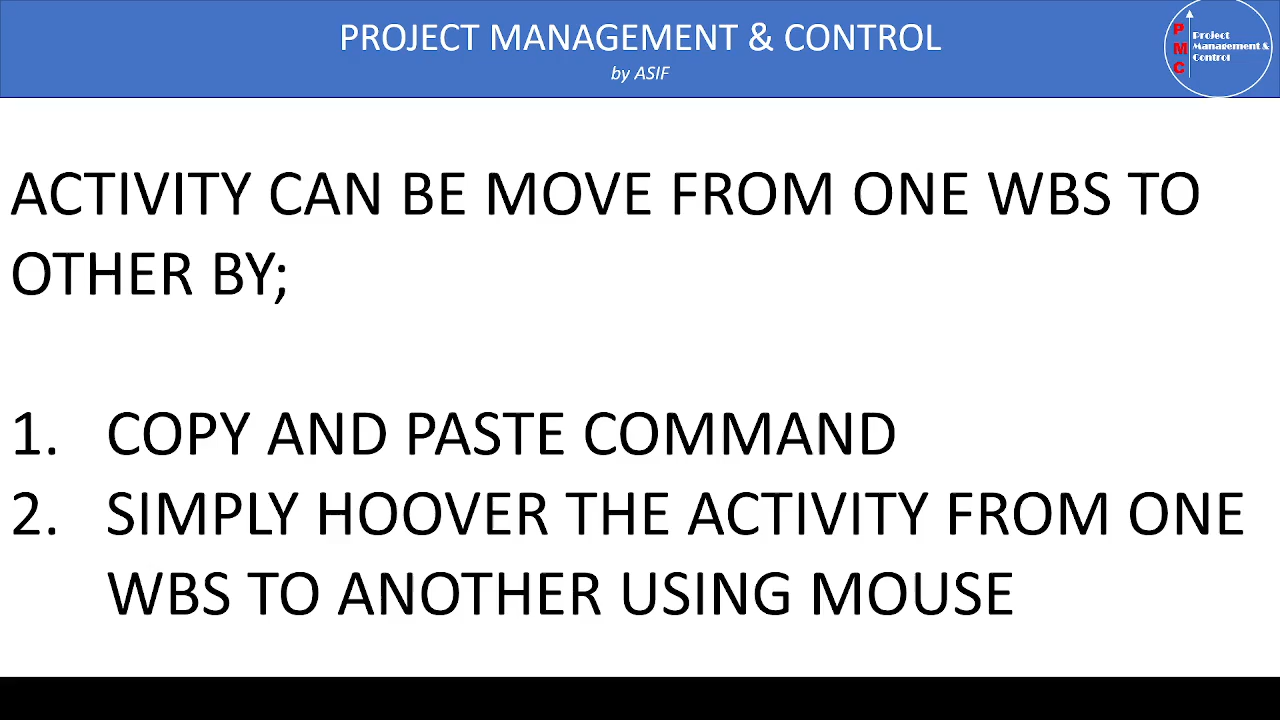 PROJECT MANAGEMENT & CONTROL
by ASIF
P
M
C
Project
Management &
Control
ACTIVITY CAN BE MOVE FROM ONE WBS TO
OTHER BY;
1. COPY AND PASTE COMMAND
2. SIMPLY HOOVER THE ACTIVITY FROM ONE
WBS TO ANOTHER USING MOUSE